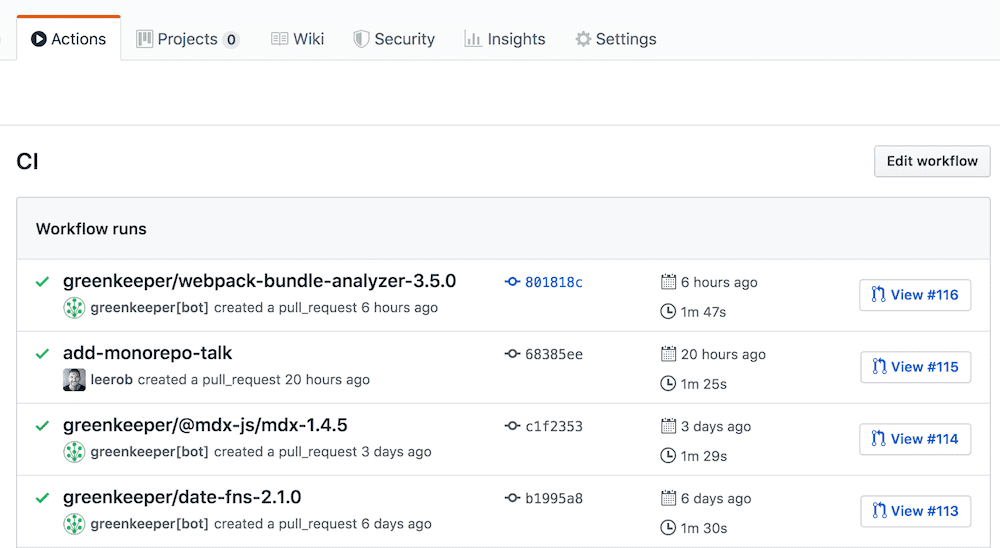 Actions Projects 0 Wiki Security Insights Settings
CI Edit workflow
Workflow runs
greenkeeper/webpack-bundle-analyzer-3.5.0 801818c 6 hours ago View #116
greenkeeper[bot] created a pull_request 6 hours ago 1m 47s
add-monorepo-talk 68385ee 20 hours ago View #115
leerob created a pull_request 20 hours ago 1m 25s
greenkeeper/@mdx-js/mdx-1.4.5 c1f2353 3 days ago View #114
greenkeeper[bot] created a pull_request 3 days ago 1m 29s
greenkeeper/date-fns-2.1.0 b1995a8 6 days ago View #113
greenkeeper[bot] created a pull_request 6 days ago 1m 30s